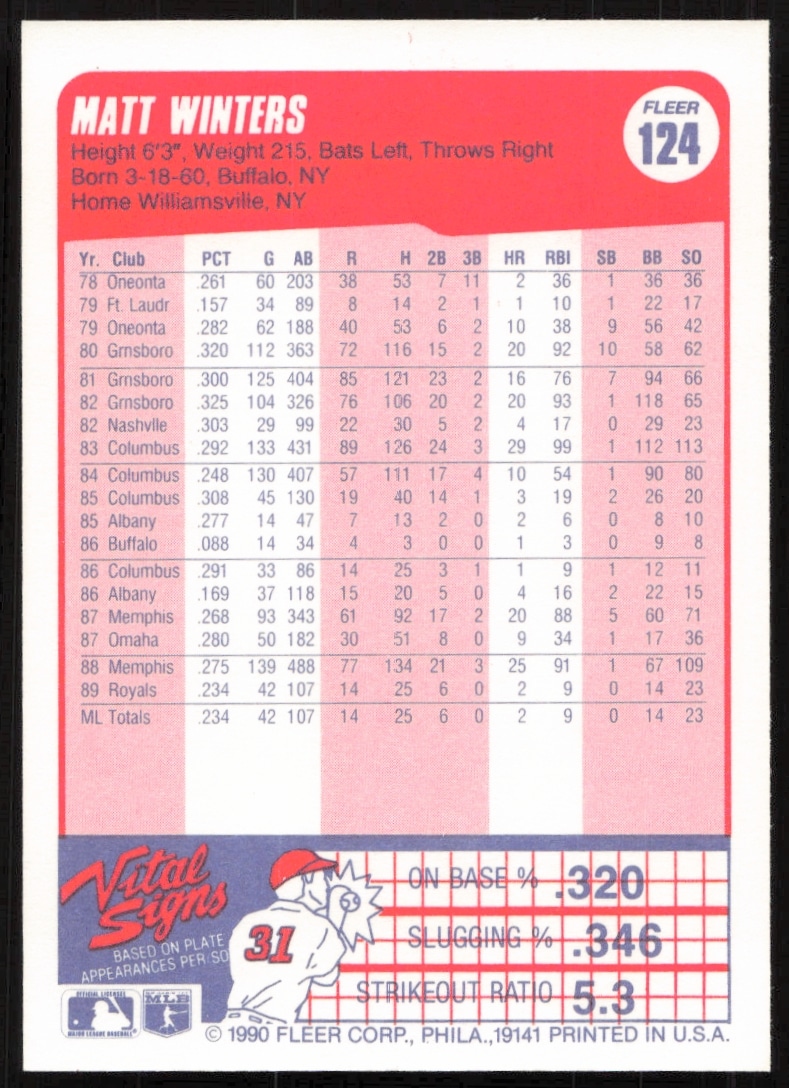 MATT WINTERS
FLEER
124
Height 6'3", Weight 215, Bats Left, Throws Right
Born 3-18-60, Buffalo, NY
Home Williamsville, NY
Yr. Club PCT G AB R H 2B 3B HR RBI SB BB SO
78 Oneonta .261 60 203 38 53 7 11 2 36 1 36 36
79 Ft. Laudr .157 34 89 8 14 2 1 1 10 1 22 17
79 Oneonta .282 62 188 40 53 6 2 10 38 9 56 42
80 Grnsboro .320 112 363 72 116 15 2 20 92 10 58 62
81 Grnsboro .300 125 404 85 121 23 2 16 76 7 94 66
82 Grnsboro .325 104 326 76 106 20 2 20 93 1 118 65
82 Nashvlle .303 29 99 22 30 5 2 4 17 0 29 23
83 Columbus .292 133 431 89 126 24 3 29 99 1 112 113
84 Columbus .248 130 407 57 111 17 4 10 54 1 90 80
85 Columbus .308 45 130 19 40 14 1 3 19 2 26 20
85 Albany .277 14 47 7 13 2 0 2 6 0 8 10
86 Buffalo .088 14 34 4 3 0 0 1 3 0 9 8
86 Columbus .291 33 86 14 25 3 1 1 9 1 12 11
86 Albany .169 37 118 15 20 5 0 4 16 2 22 15
87 Memphis .268 93 343 61 92 17 2 20 88 5 60 71
87 Omaha .280 50 182 30 51 8 0 9 34 1 17 36
88 Memphis .275 139 488 77 134 21 3 25 91 1 67 109
89 Royals .234 42 107 14 25 6 0 2 9 0 14 23
ML Totals .234 42 107 14 25 6 0 2 9 0 14 23
Vital
Signs
BASED ON PLATE
APPEARANCES PER SO
31
ON BASE % .320
SLUGGING % .346
STRIKEOUT RATIO 5.3
OFFICIAL LICENSEE
MAJOR LEAGUE BASEBALL
MLB
© 1990 FLEER CORP., PHILA.,19141 PRINTED IN U.S.A.